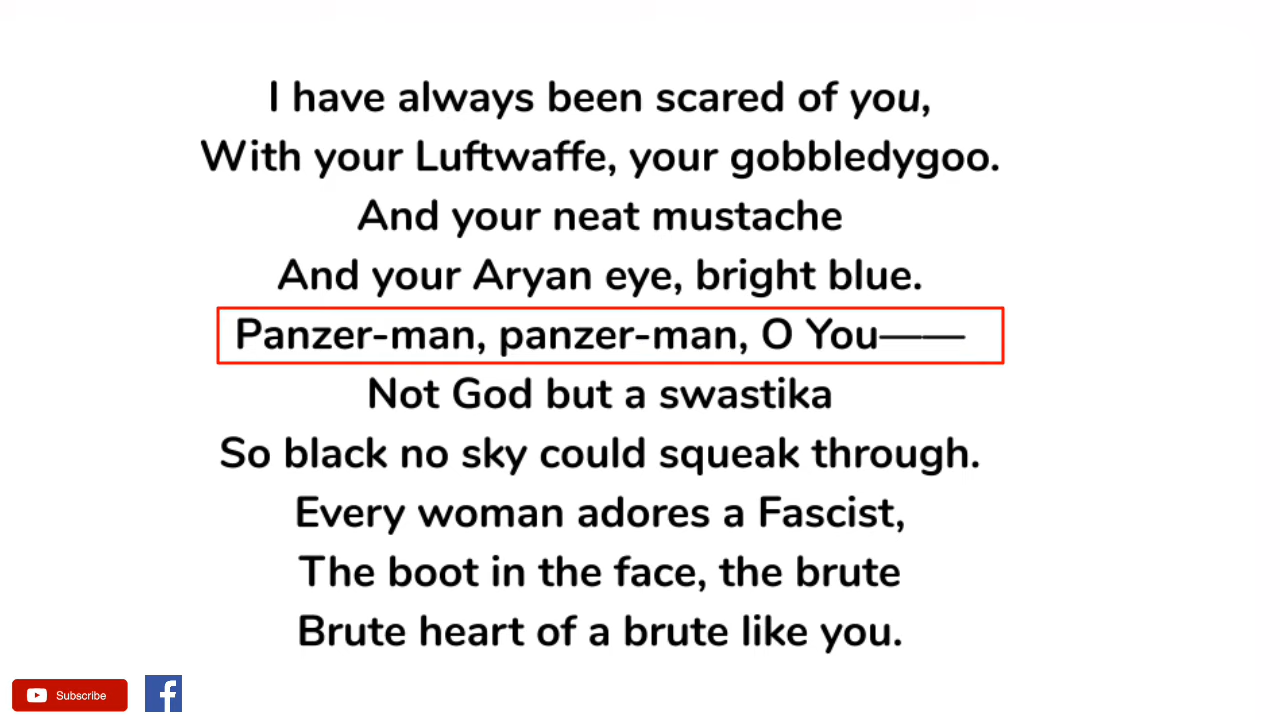 I have always been scared of you,
With your Luftwaffe, your gobbledygoo.
And your neat mustache
And your Aryan eye, bright blue.
Panzer-man, panzer-man, O You——
Not God but a swastika
So black no sky could squeak through.
Every woman adores a Fascist,
The boot in the face, the brute
Brute heart of a brute like you.
Subscribe